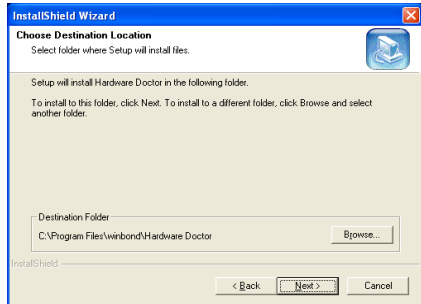 InstallShield Wizard
Choose Destination Location
Select folder where Setup will install files.
Setup will install Hardware Doctor in the following folder.
To install to this folder, click Next. To install to a different folder, click Browse and select
another folder.
Destination Folder
C:\Program Files\winbond\Hardware Doctor
Browse...
InstallShield
< Back
Next >
Cancel